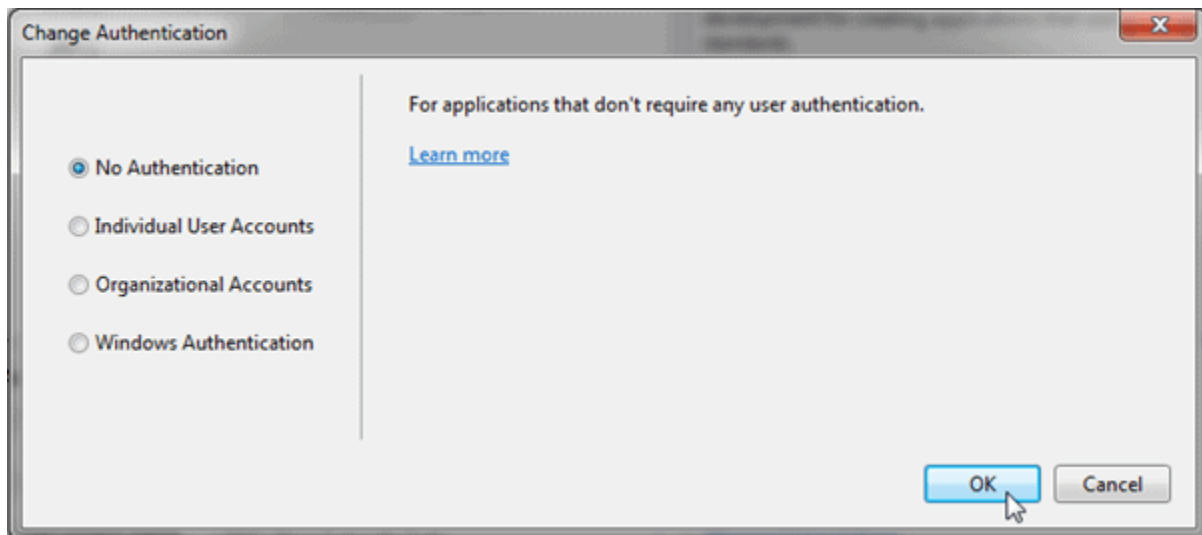 Change Authentication
For applications that don't require any user authentication.
Learn more
No Authentication
Individual User Accounts
Organizational Accounts
Windows Authentication
OK
Cancel